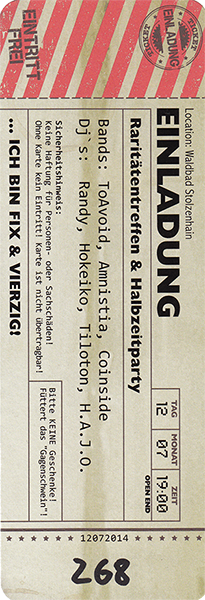 EINTRITT
FREI
TICKET
EINLADUNG
TICKET
Location: Waldbad Stolzenhain
EINLADUNG
Raritätentreffen & Halbzeitparty
TAG MONAT ZEIT
12 07 19:00
OPEN END
Bands: ToAvoid, Amnistia, Coinside
Dj`s: Randy, Hokeiko, Tiloton, H.A.J.O.
Sicherheitshinweis:
Keine Haftung für Personen- oder Sachschäden!
Ohne Karte kein Eintritt! Karte ist nicht übertragbar!
Bitte KEINE Geschenke!
Füttert das "Gagenschwein"!
... ICH BIN FIX & VIERZIG!
12072014
268